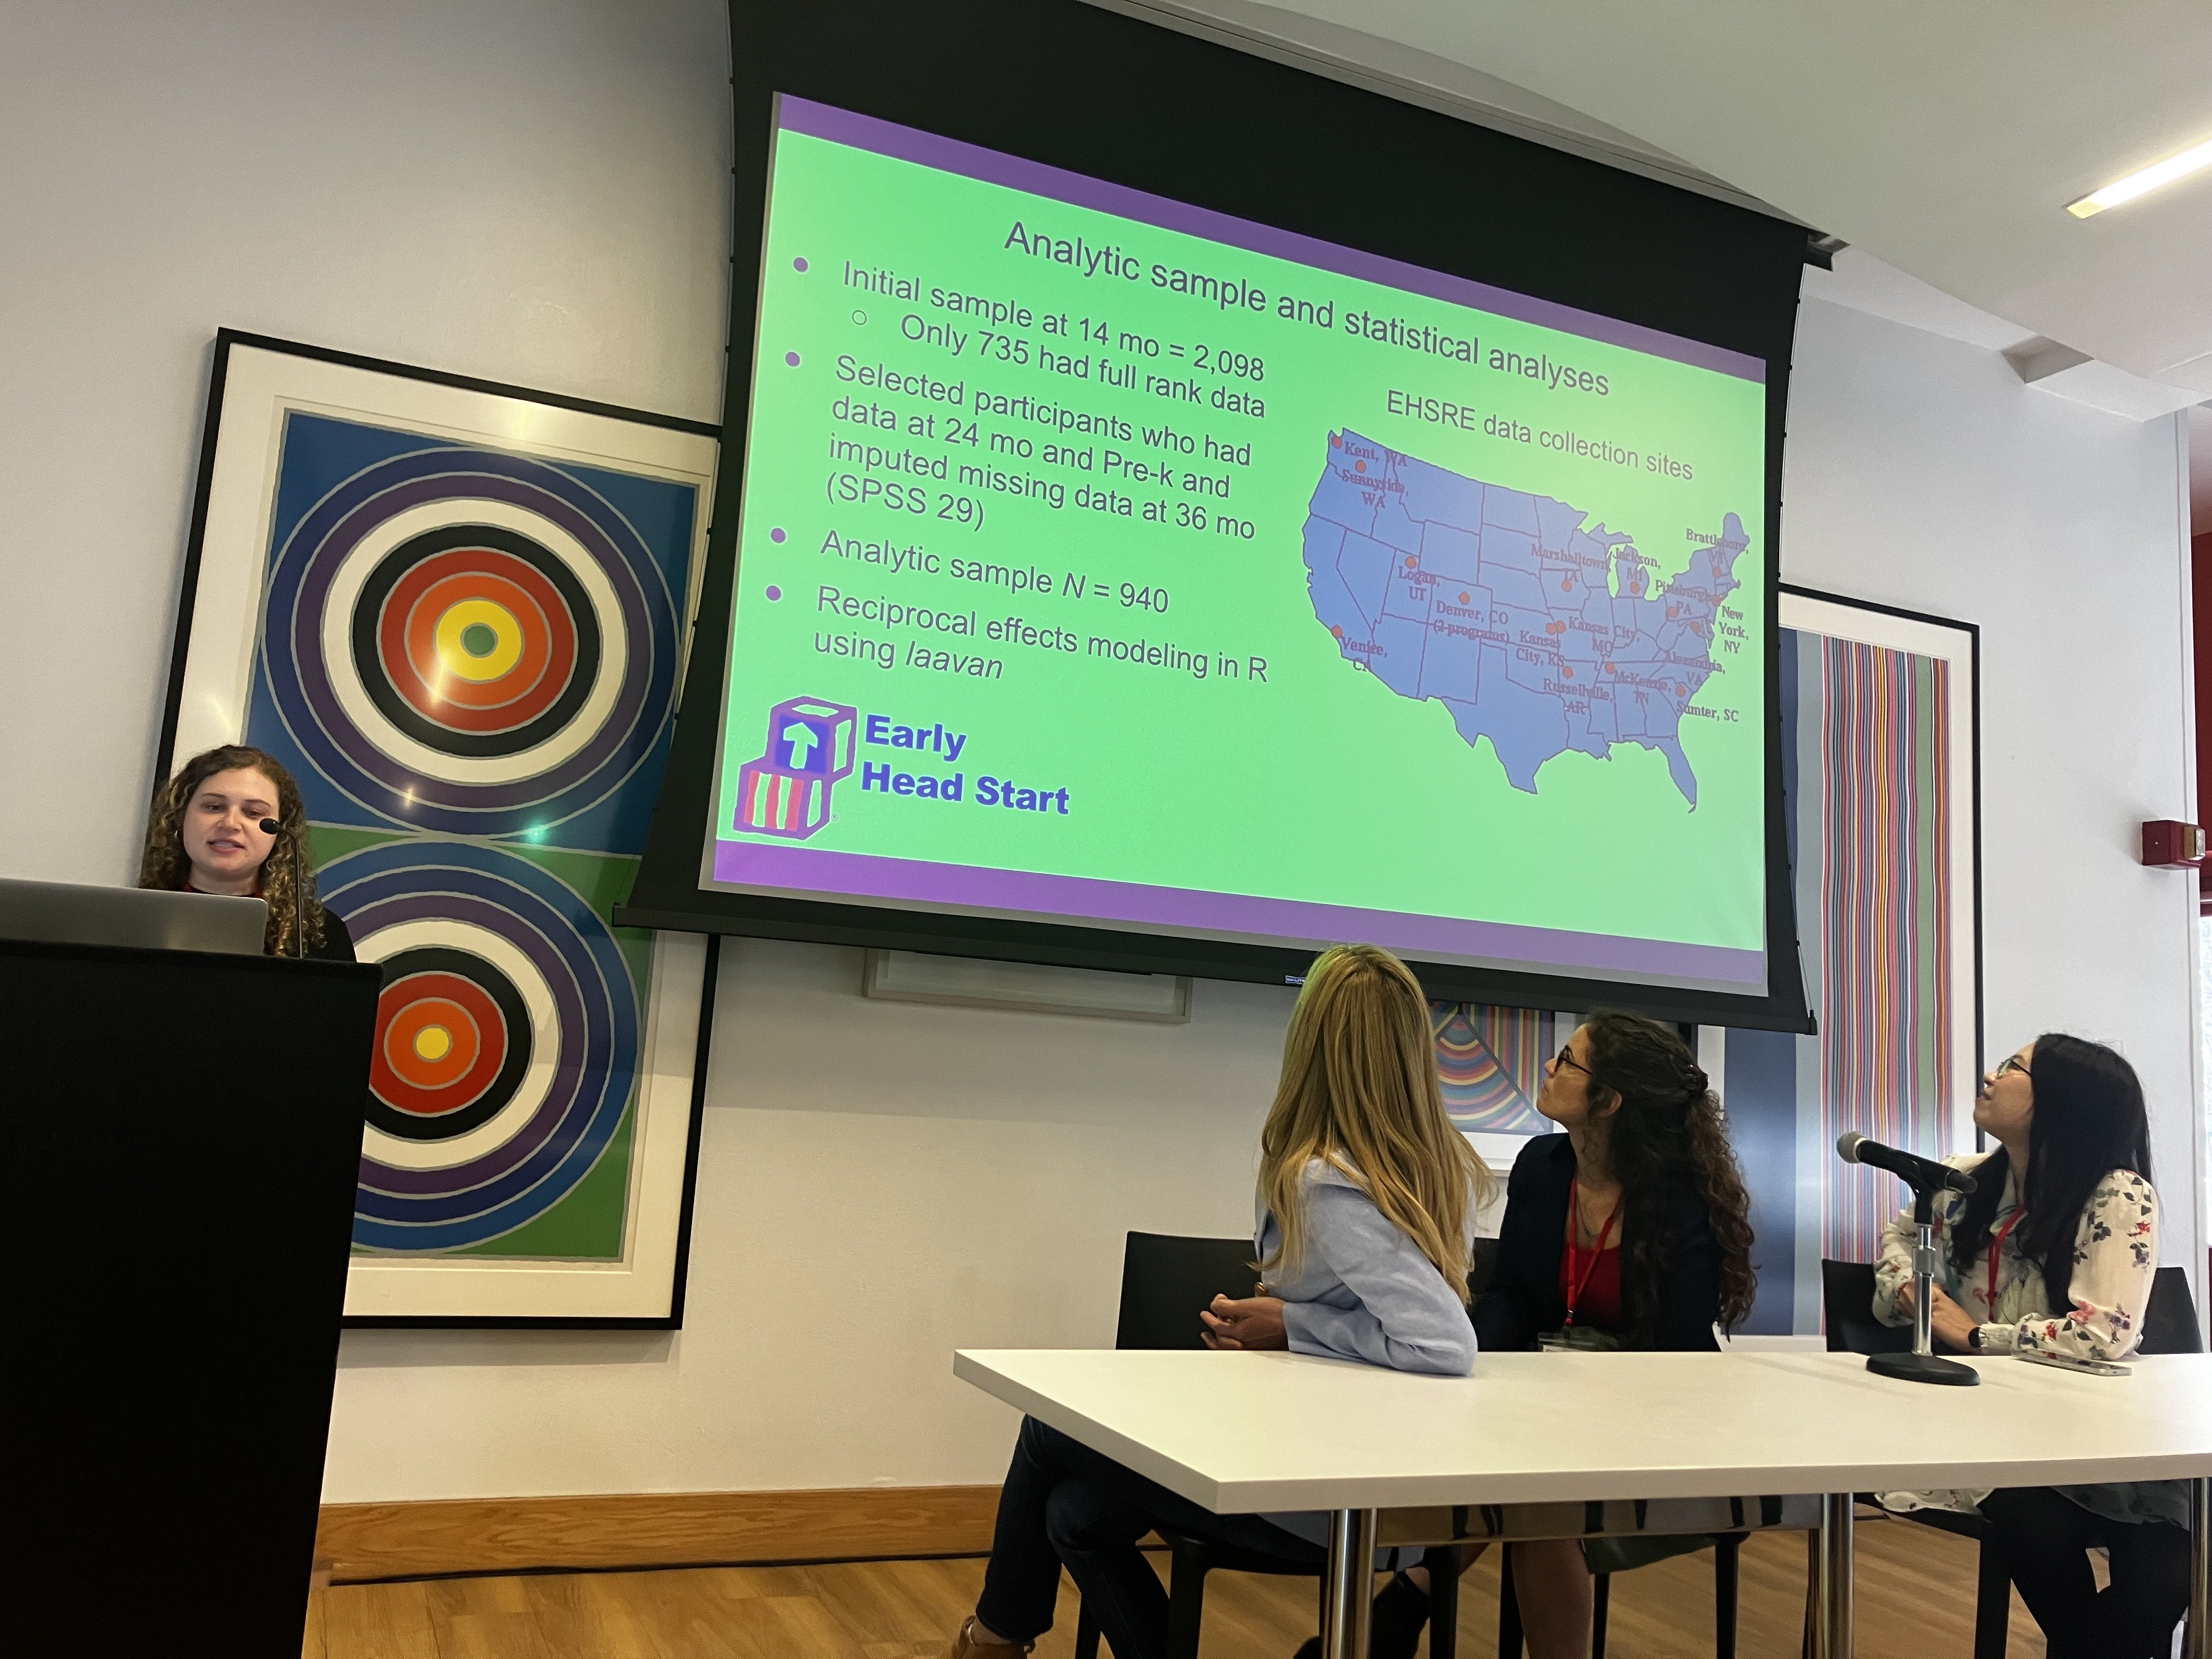 Analytic sample and statistical analyses
Initial sample at 14 mo = 2,098
Only 735 had full rank data
Selected participants who had
data at 24 mo and Pre-k and
imputed missing data at 36 mo
(SPSS 29)
Analytic sample N = 940
Reciprocal effects modeling in R
using laavan
Early
Head Start
EHSRE data collection sites
Kent, WA
Sunnyside,
WA
Logan,
UT
Denver, CO
(2 programs)
Venice,
CA
Marshalltown,
IA
Jackson,
MI
Kansas
City, KS
Kansas City,
MO
Russellville,
AR
McKenzie,
TN
Brattleboro,
VT
Pittsburgh,
PA
New
York,
NY
Alexandria,
VA
Sumter, SC